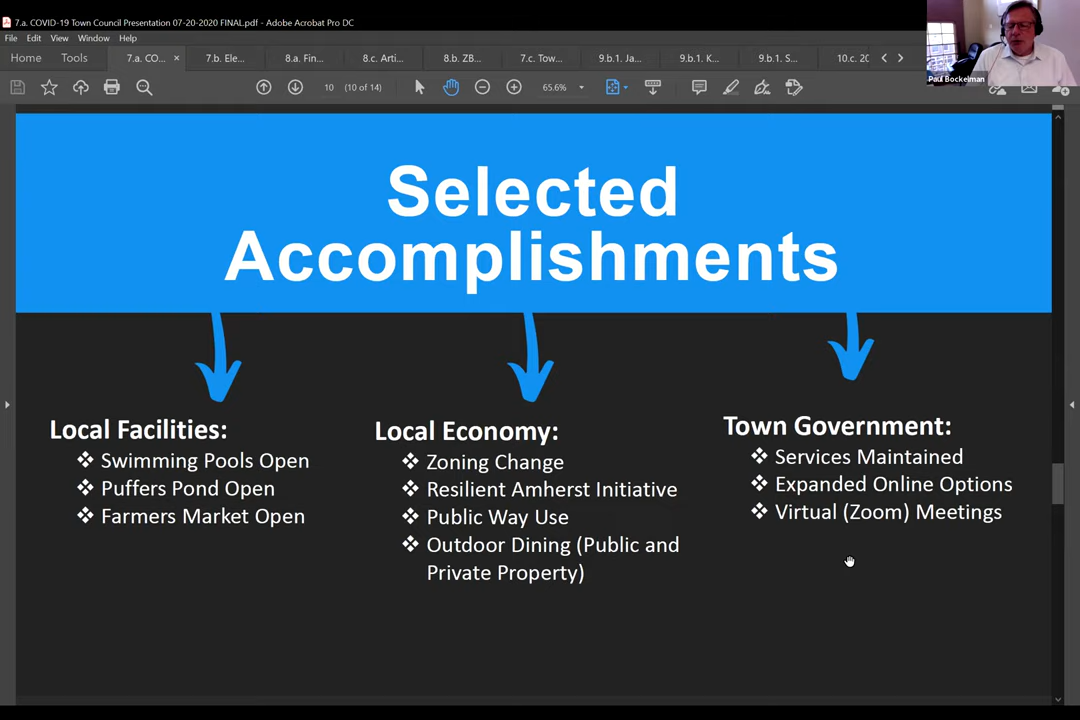 7.a. COVID-19 Town Council Presentation 07-20-2020 FINAL.pdf - Adobe Acrobat Pro DC
File Edit View Window Help
Home Tools 7.a. CO... × 7.b. Ele... 8.a. Fin... 8.c. Arti... 8.b. ZB... 7.c. Tow... 9.b.1. Ja... 9.b.1. K... 9.b.1. S... 10.c. 20
10 (10 of 14) 65.6%
Paul Bockelman
Selected
Accomplishments
Local Facilities:
❖ Swimming Pools Open
❖ Puffers Pond Open
❖ Farmers Market Open
Local Economy:
❖ Zoning Change
❖ Resilient Amherst Initiative
❖ Public Way Use
❖ Outdoor Dining (Public and
Private Property)
Town Government:
❖ Services Maintained
❖ Expanded Online Options
❖ Virtual (Zoom) Meetings